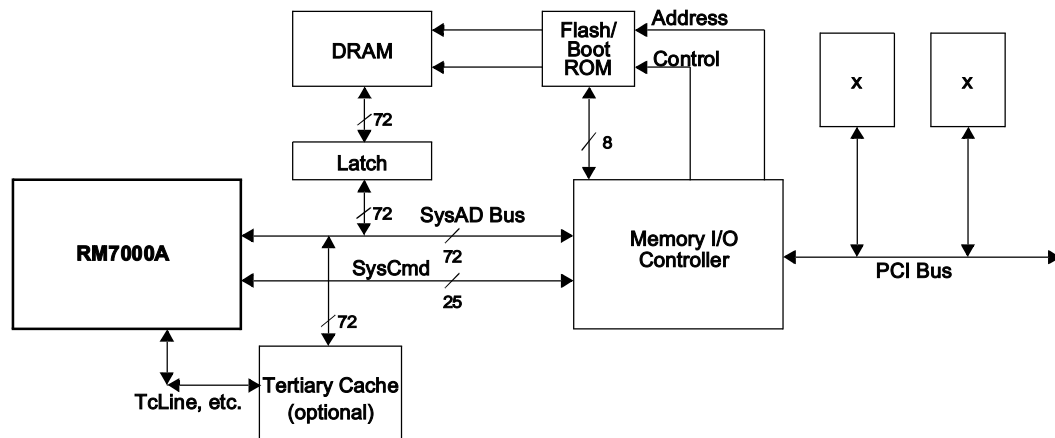 DRAM
Flash/
Boot
ROM
Address
Control
x
x
72
8
Latch
72
SysAD Bus
72
RM7000A
Memory I/O
Controller
SysCmd
25
PCI Bus
72
Tertiary Cache
(optional)
TcLine, etc.